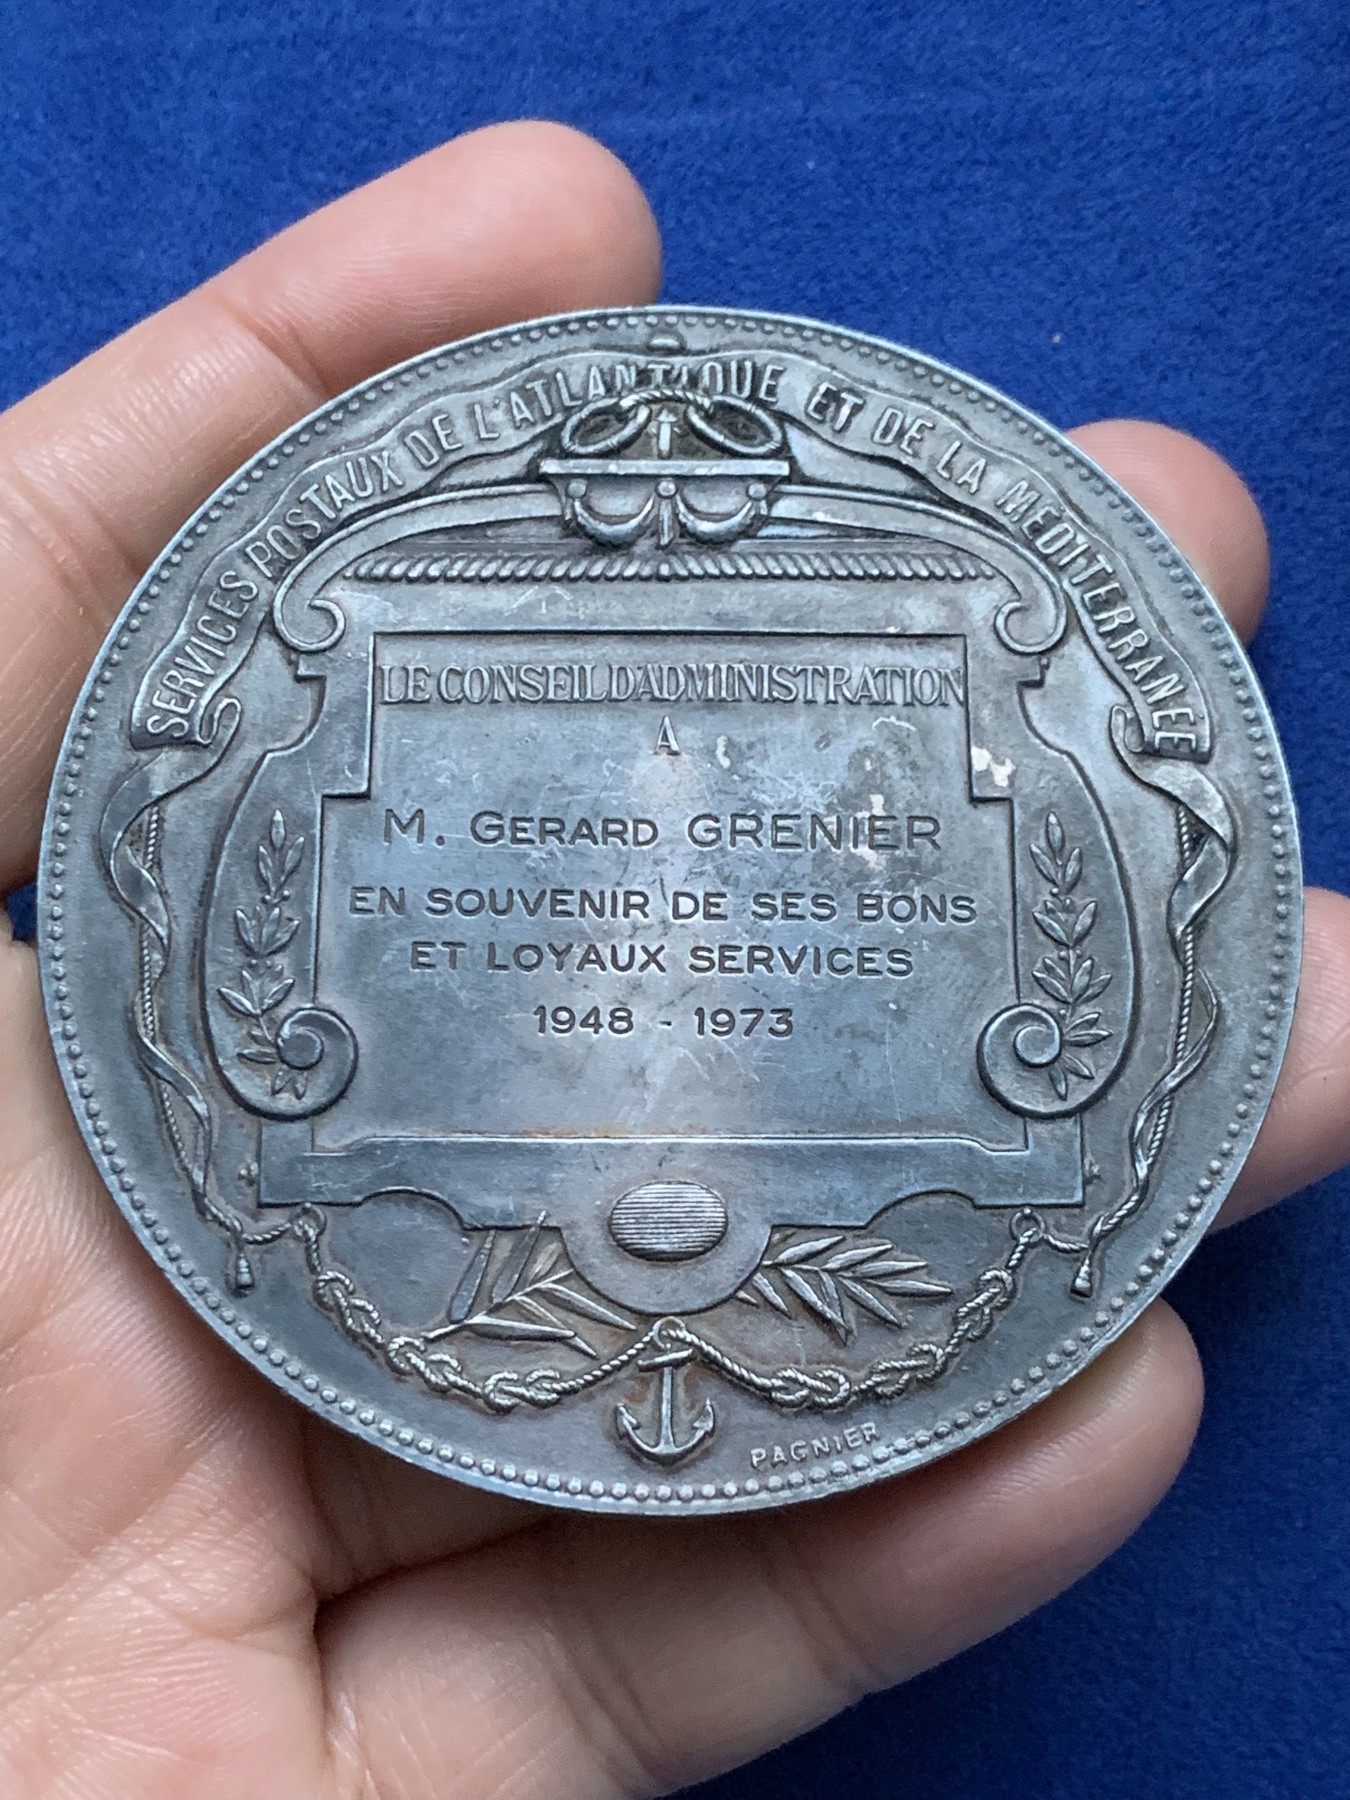 SERVICES POSTAUX DE L'ATLANTIQUE ET DE LA MÉDITERRANÉE
LE CONSEIL D'ADMINISTRATION
A
M. GERARD GRENIER
EN SOUVENIR DE SES BONS
ET LOYAUX SERVICES
1948 - 1973
PAGNIER